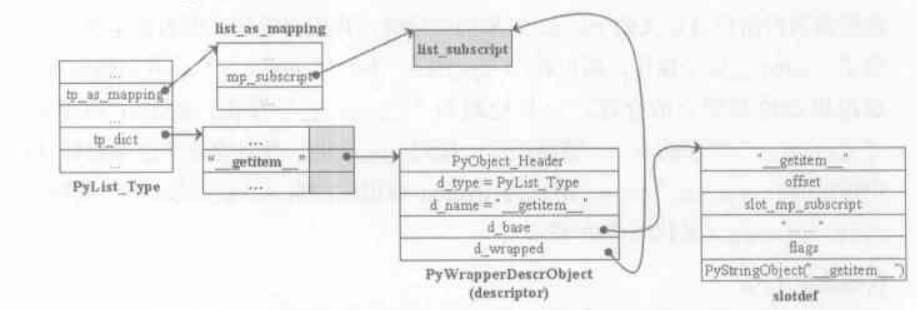 list_as_mapping
...
mp_subscript
...
list_subscript
...
tp_as_mapping
...
tp_dict
...
PyList_Type
...
"__getitem__"
...
PyObject_Header
d_type = PyList_Type
d_name = "__getitem__"
d_base
d_wrapped
PyWrapperDescrObject
(descriptor)
"__getitem__"
offset
slot_mp_subscript
"......"
flags
PyStringObject("__getitem__")
slotdef